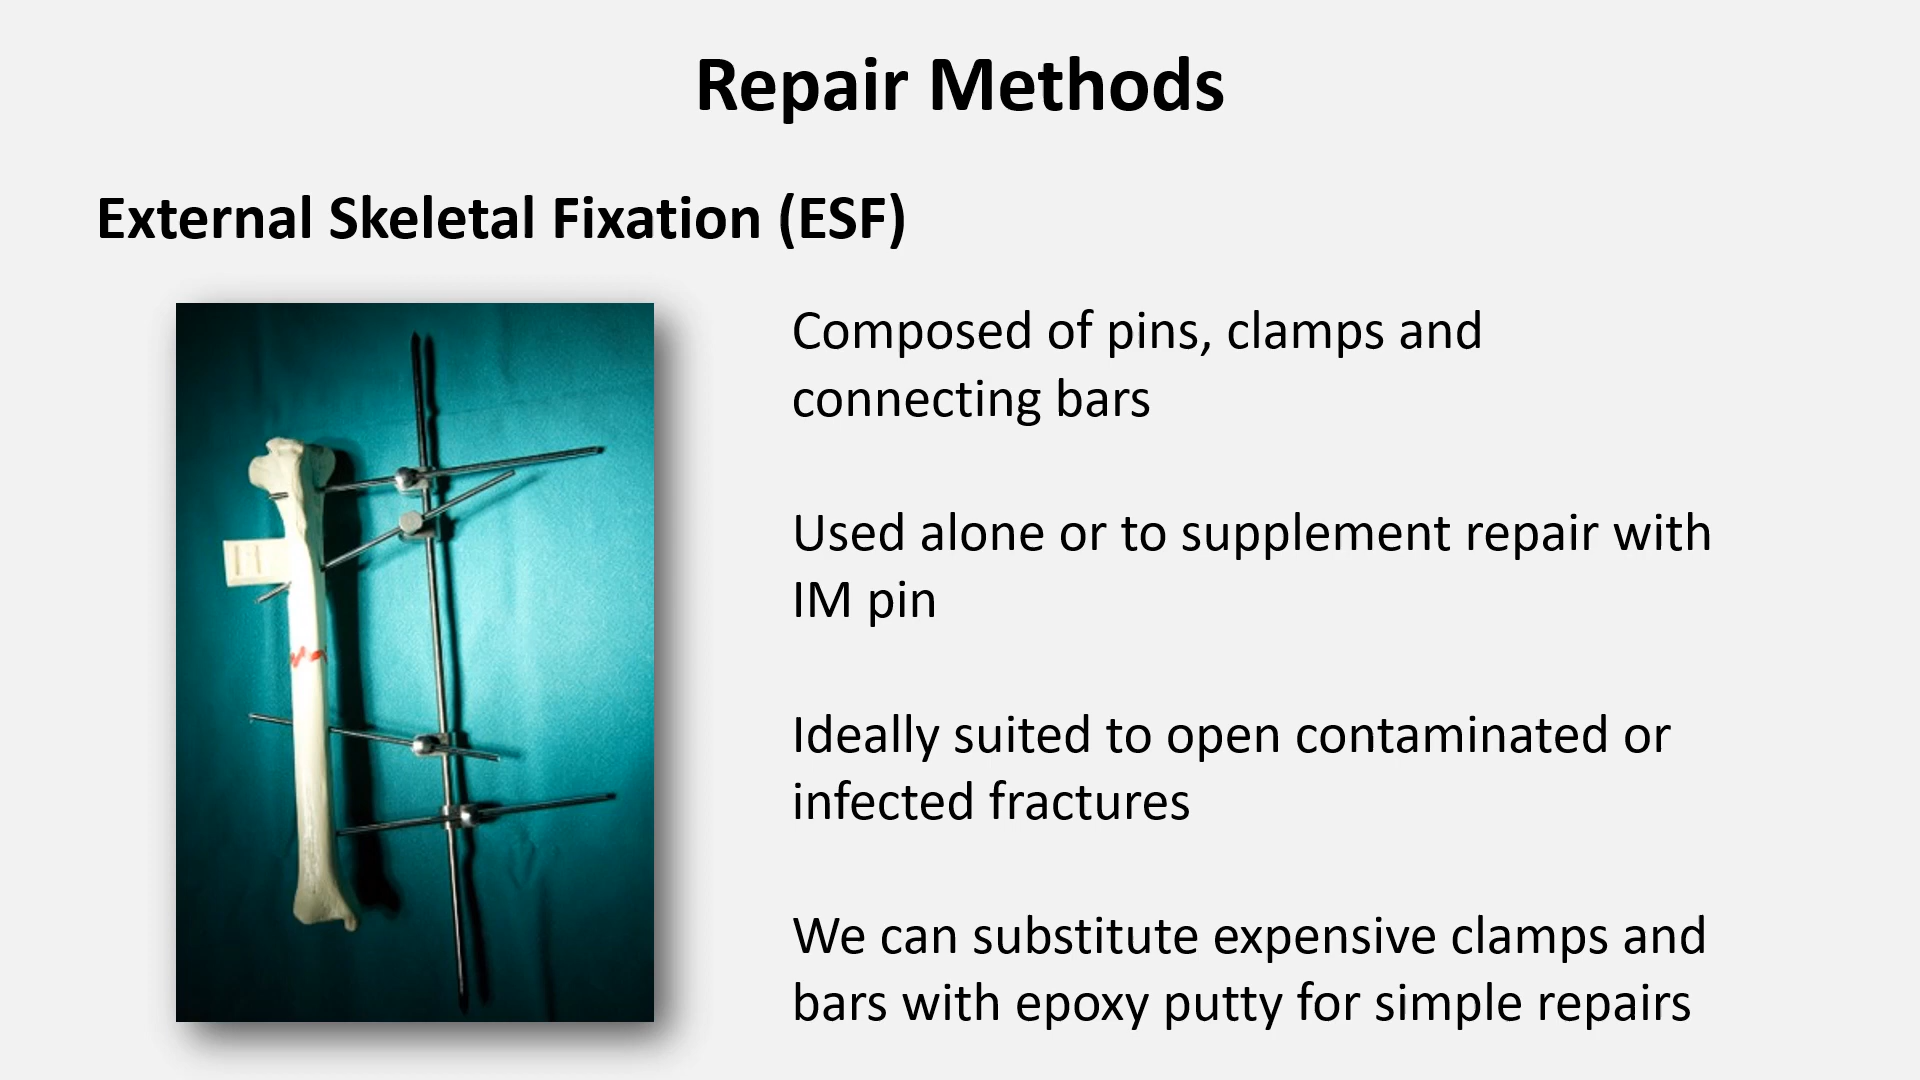 Repair Methods
External Skeletal Fixation (ESF)
Composed of pins, clamps and
connecting bars
Used alone or to supplement repair with
IM pin
Ideally suited to open contaminated or
infected fractures
We can substitute expensive clamps and
bars with epoxy putty for simple repairs